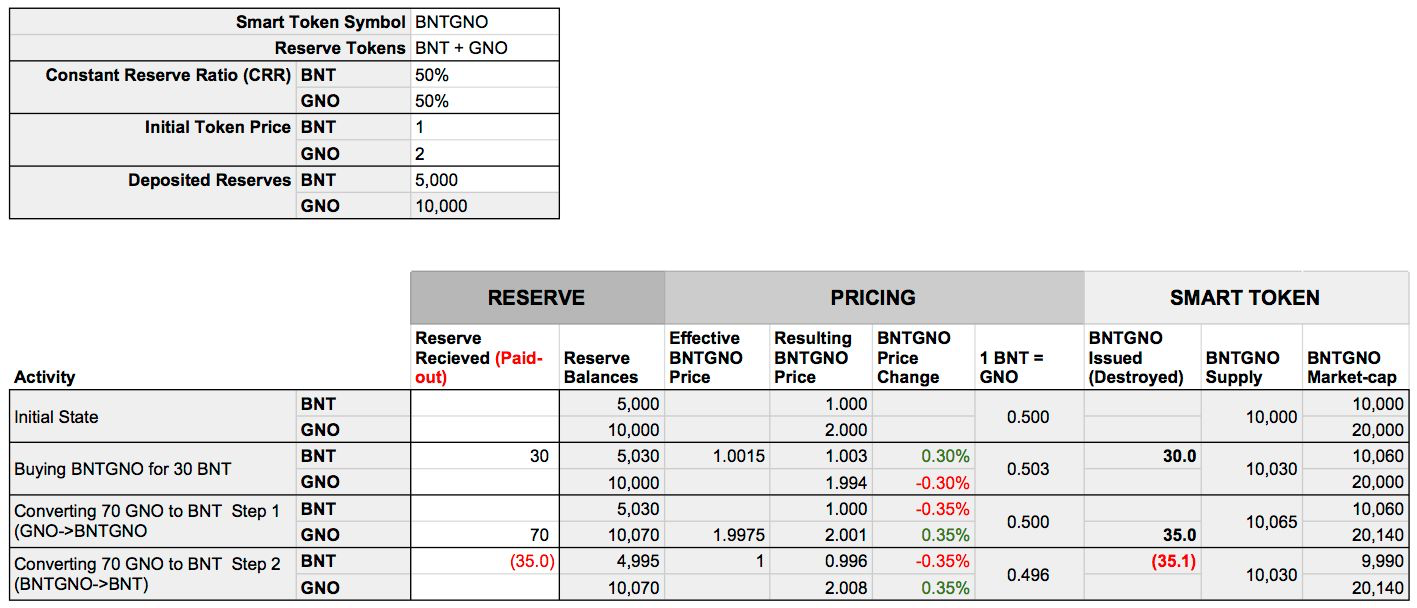 Smart Token Symbol BNTGNO
Reserve Tokens BNT + GNO
Constant Reserve Ratio (CRR) BNT 50%
GNO 50%
Initial Token Price BNT 1
GNO 2
Deposited Reserves BNT 5,000
GNO 10,000
RESERVE PRICING SMART TOKEN
Reserve Effective Resulting BNTGNO BNTGNO
Recieved (Paid- Reserve BNTGNO BNTGNO Price 1 BNT = Issued BNTGNO BNTGNO
Activity out) Balances Price Price Change GNO (Destroyed) Supply Market-cap
Initial State BNT 5,000 1.000 0.500 10,000 10,000
GNO 10,000 2.000 20,000
Buying BNTGNO for 30 BNT BNT 30 5,030 1.0015 1.003 0.30% 0.503 30.0 10,030 10,060
GNO 10,000 1.994 -0.30% 20,000
Converting 70 GNO to BNT Step 1 BNT 5,030 1.000 -0.35% 0.500 10,065 10,060
(GNO->BNTGNO GNO 70 10,070 1.9975 2.001 0.35% 35.0 20,140
Converting 70 GNO to BNT Step 2 BNT (35.0) 4,995 1 0.996 -0.35% 0.496 (35.1) 10,030 9,990
(BNTGNO->BNT) GNO 10,070 2.008 0.35% 20,140